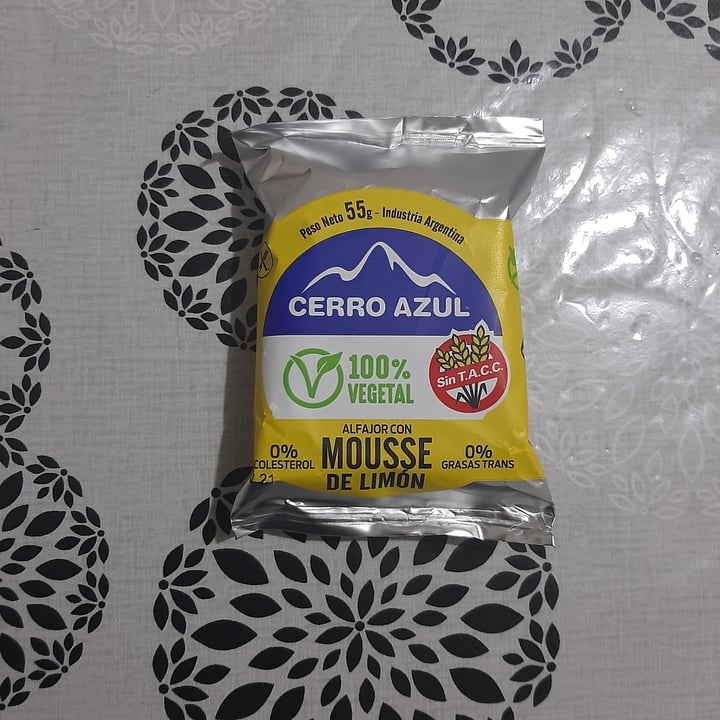 Peso Neto 55g - Industria Argentina
CERRO AZUL
100%
VEGETAL
Sin T.A.C.C.
ALFAJOR CON
MOUSSE
DE LIMÓN
0%
COLESTEROL
0%
GRASAS TRANS